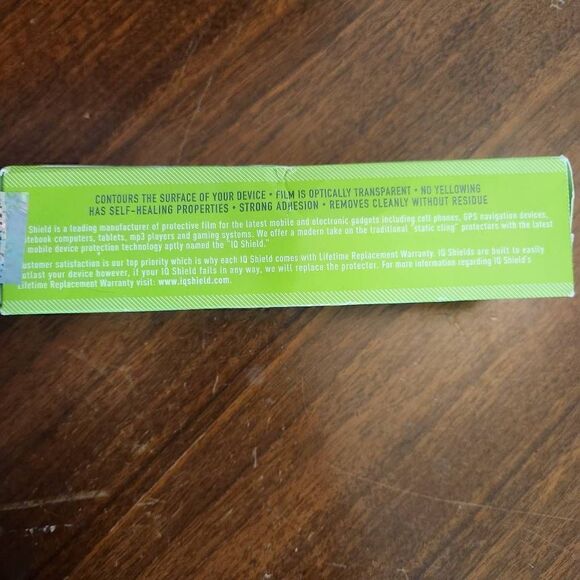 CONTOURS THE SURFACE OF YOUR DEVICE • FILM IS OPTICALLY TRANSPARENT • NO YELLOWING
HAS SELF-HEALING PROPERTIES • STRONG ADHESION • REMOVES CLEANLY WITHOUT RESIDUE
Shield is a leading manufacturer of protective film for the latest mobile and electronic gadgets including cell phones, GPS navigation devices,
tebook computers, tablets, mp3 players and gaming systems. We offer a modern take on the traditional "static cling" protectors with the latest
mobile device protection technology aptly named the "IQ Shield."
ustomer satisfaction is our top priority which is why each IQ Shield comes with Lifetime Replacement Warranty. IQ Shields are built to easily
utlast your device however, if your IQ Shield fails in any way, we will replace the protector. For more information regarding IQ Shield's
Lifetime Replacement Warranty visit: www.iqshield.com